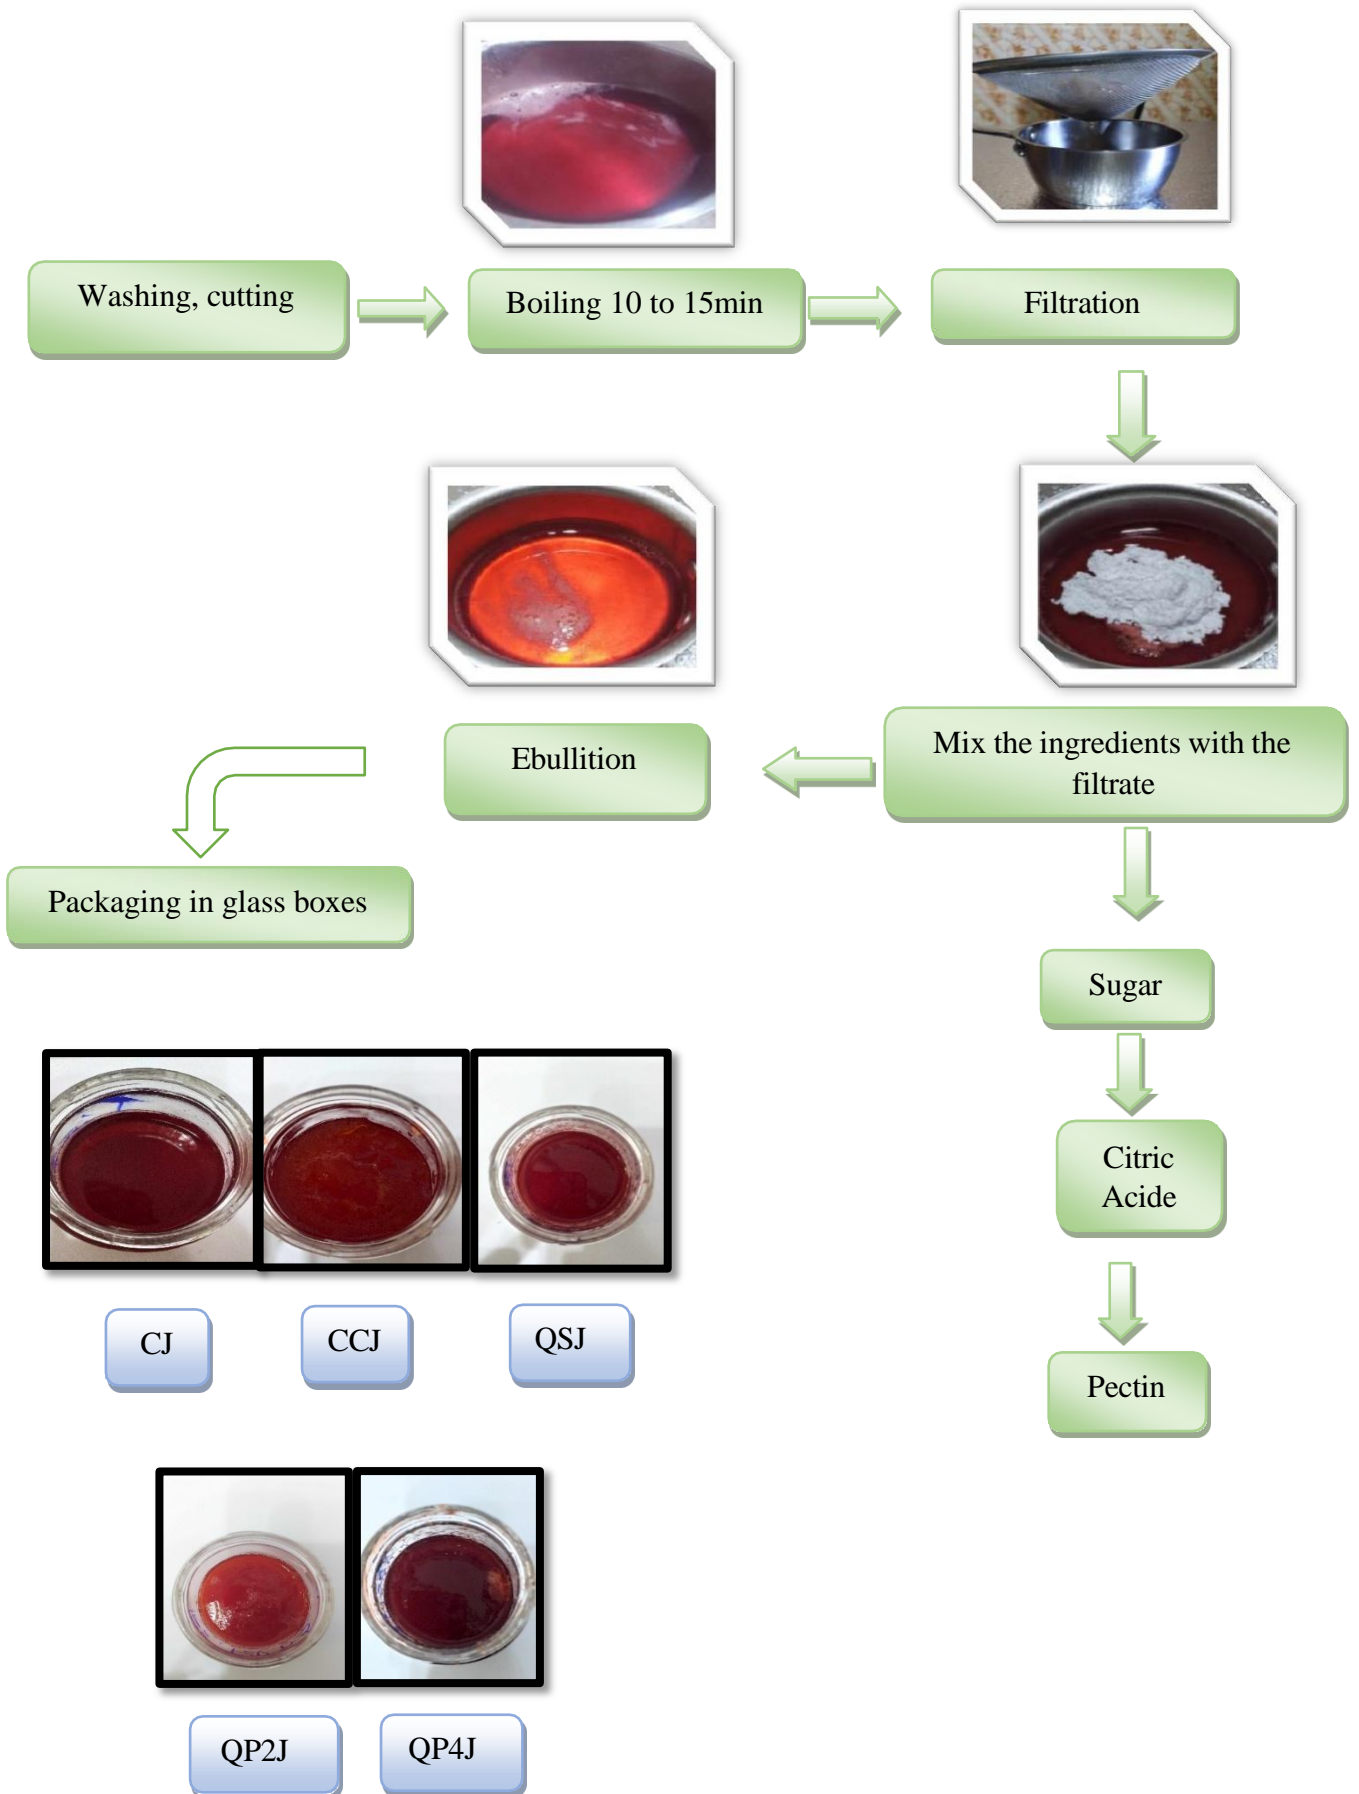 Washing, cutting
Boiling 10 to 15min
Filtration
Mix the ingredients with the
filtrate
Ebullition
Packaging in glass boxes
Sugar
Citric
Acide
Pectin
CJ
CCJ
QSJ
QP2J
QP4J